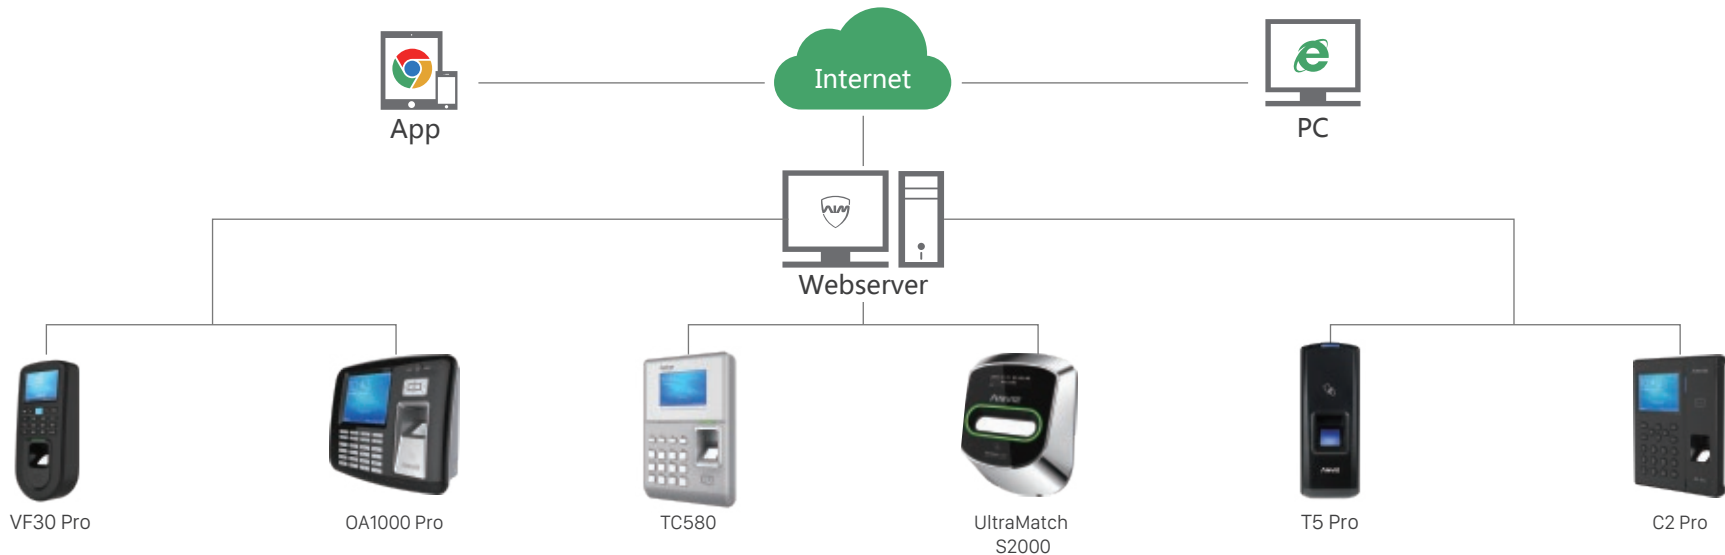 Internet
App
PC
Webserver
VF30 Pro
OA1000 Pro
TC580
UltraMatch
S2000
T5 Pro
C2 Pro